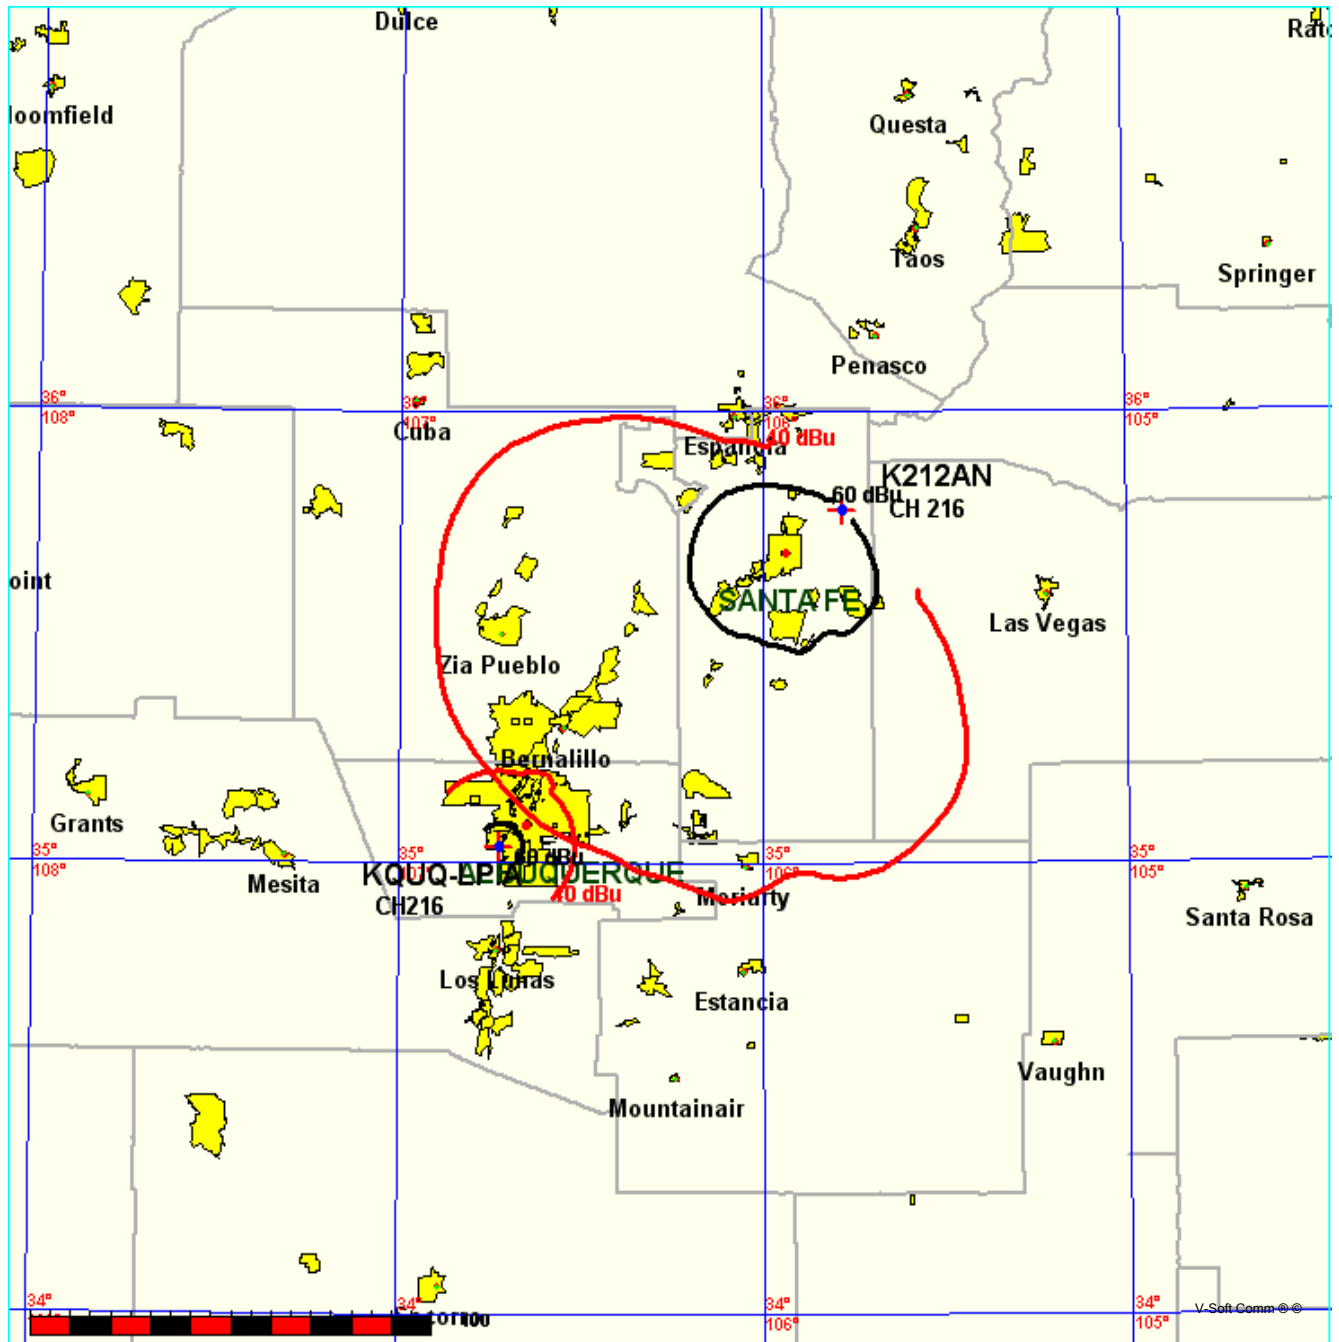 Dulce
loomfield
Questa
Taos
Springer
Penasco
36°
108°
36°
107°
36°
106°
36°
105°
Cuba
40 dBu
Espanola
K212AN
60 dBu
CH 216
oint
SANTA FE
Las Vegas
Zia Pueblo
Bernalillo
Grants
35°
108°
35°
35°
106°
35°
105°
60 dBu
Mesita
KQUQ-LPIA
ALBUQUERQUE
CH216
40 dBu
Moriarty
Santa Rosa
Los Lunas
Estancia
Vaughn
Mountainair
34°
34°
34°
106°
34°
105°
100
V-Soft Comm ® ©